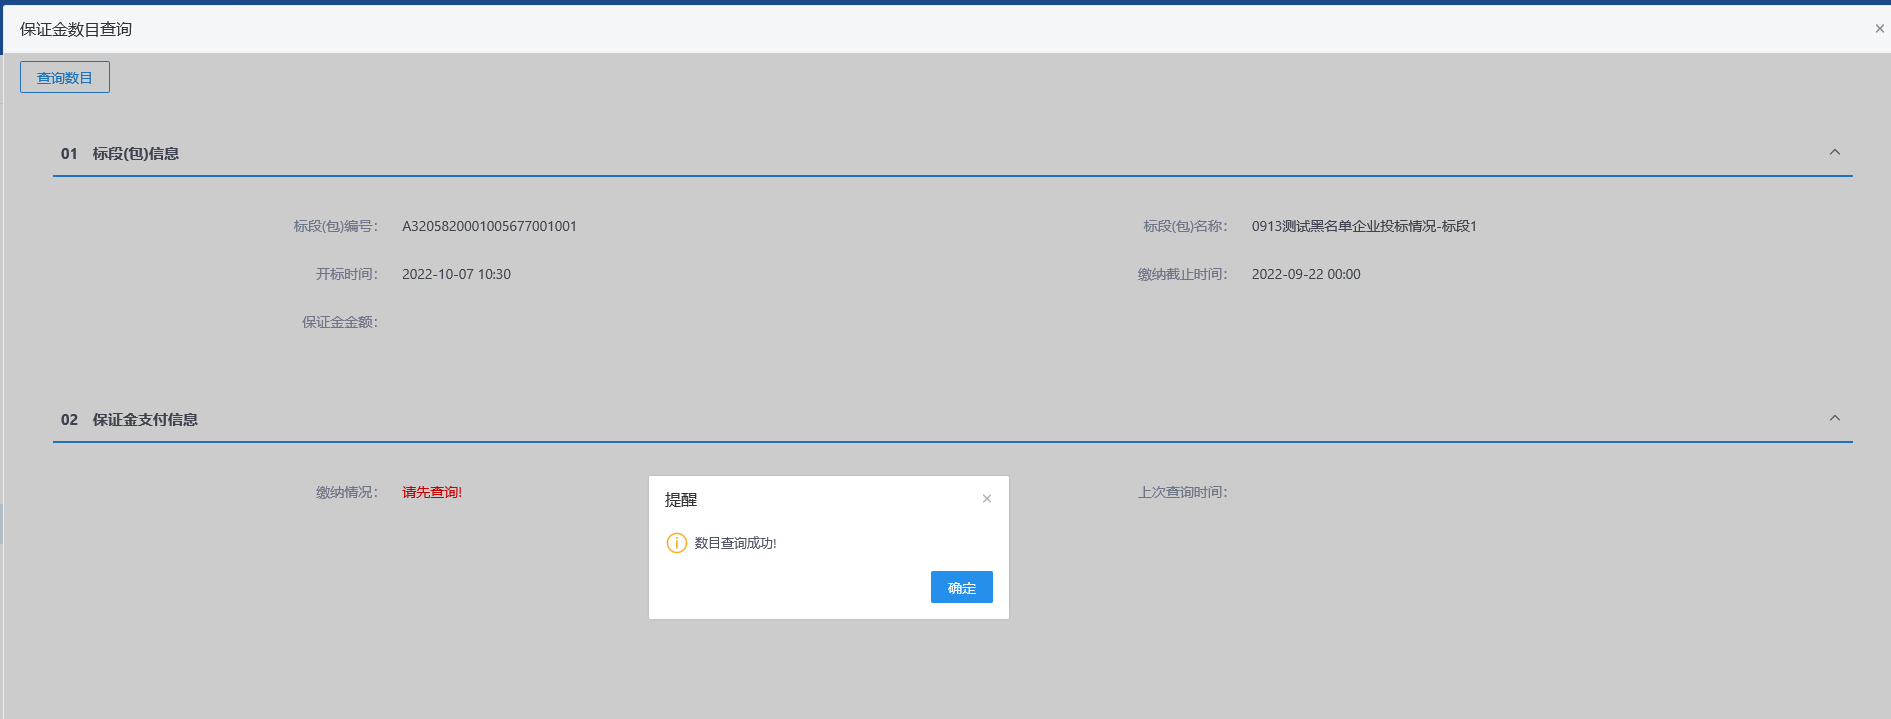 保证金数目查询
查询数目
01 标段(包)信息
标段(包)编号： A3205820001005677001001 标段(包)名称： 0913测试黑名单企业投标情况-标段1
开标时间： 2022-10-07 10:30 缴纳截止时间： 2022-09-22 00:00
保证金金额：
02 保证金支付信息
缴纳情况： 请先查询! 上次查询时间：
提醒
数目查询成功!
确定